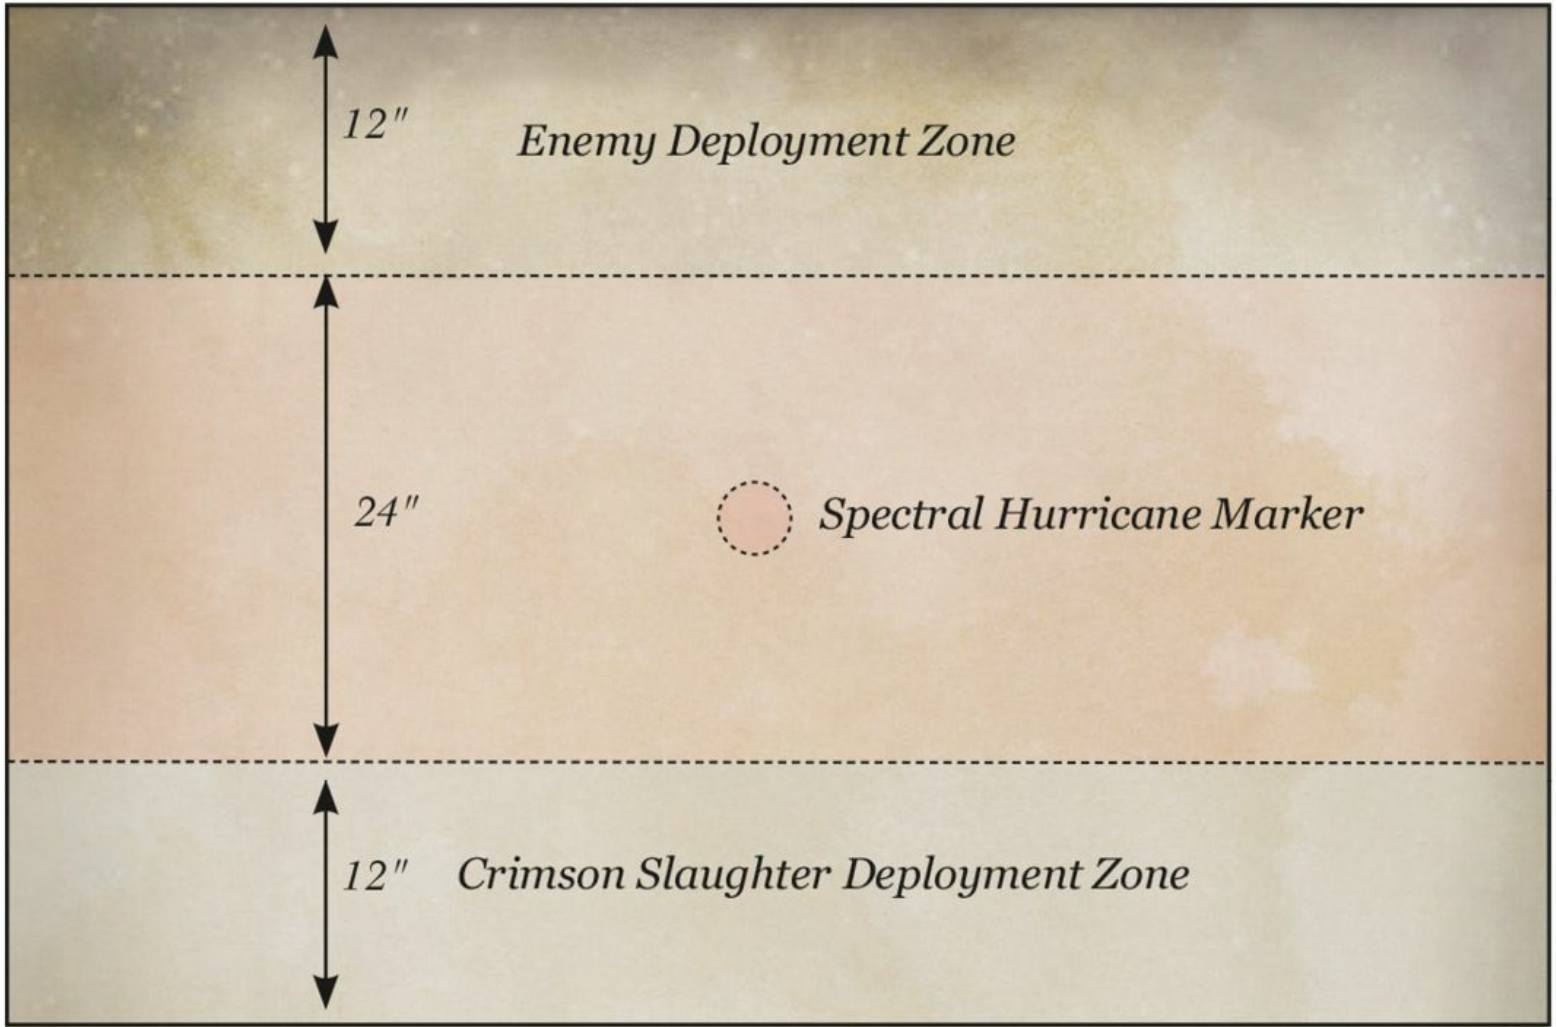 12"
Enemy Deployment Zone
24"
Spectral Hurricane Marker
12"
Crimson Slaughter Deployment Zone